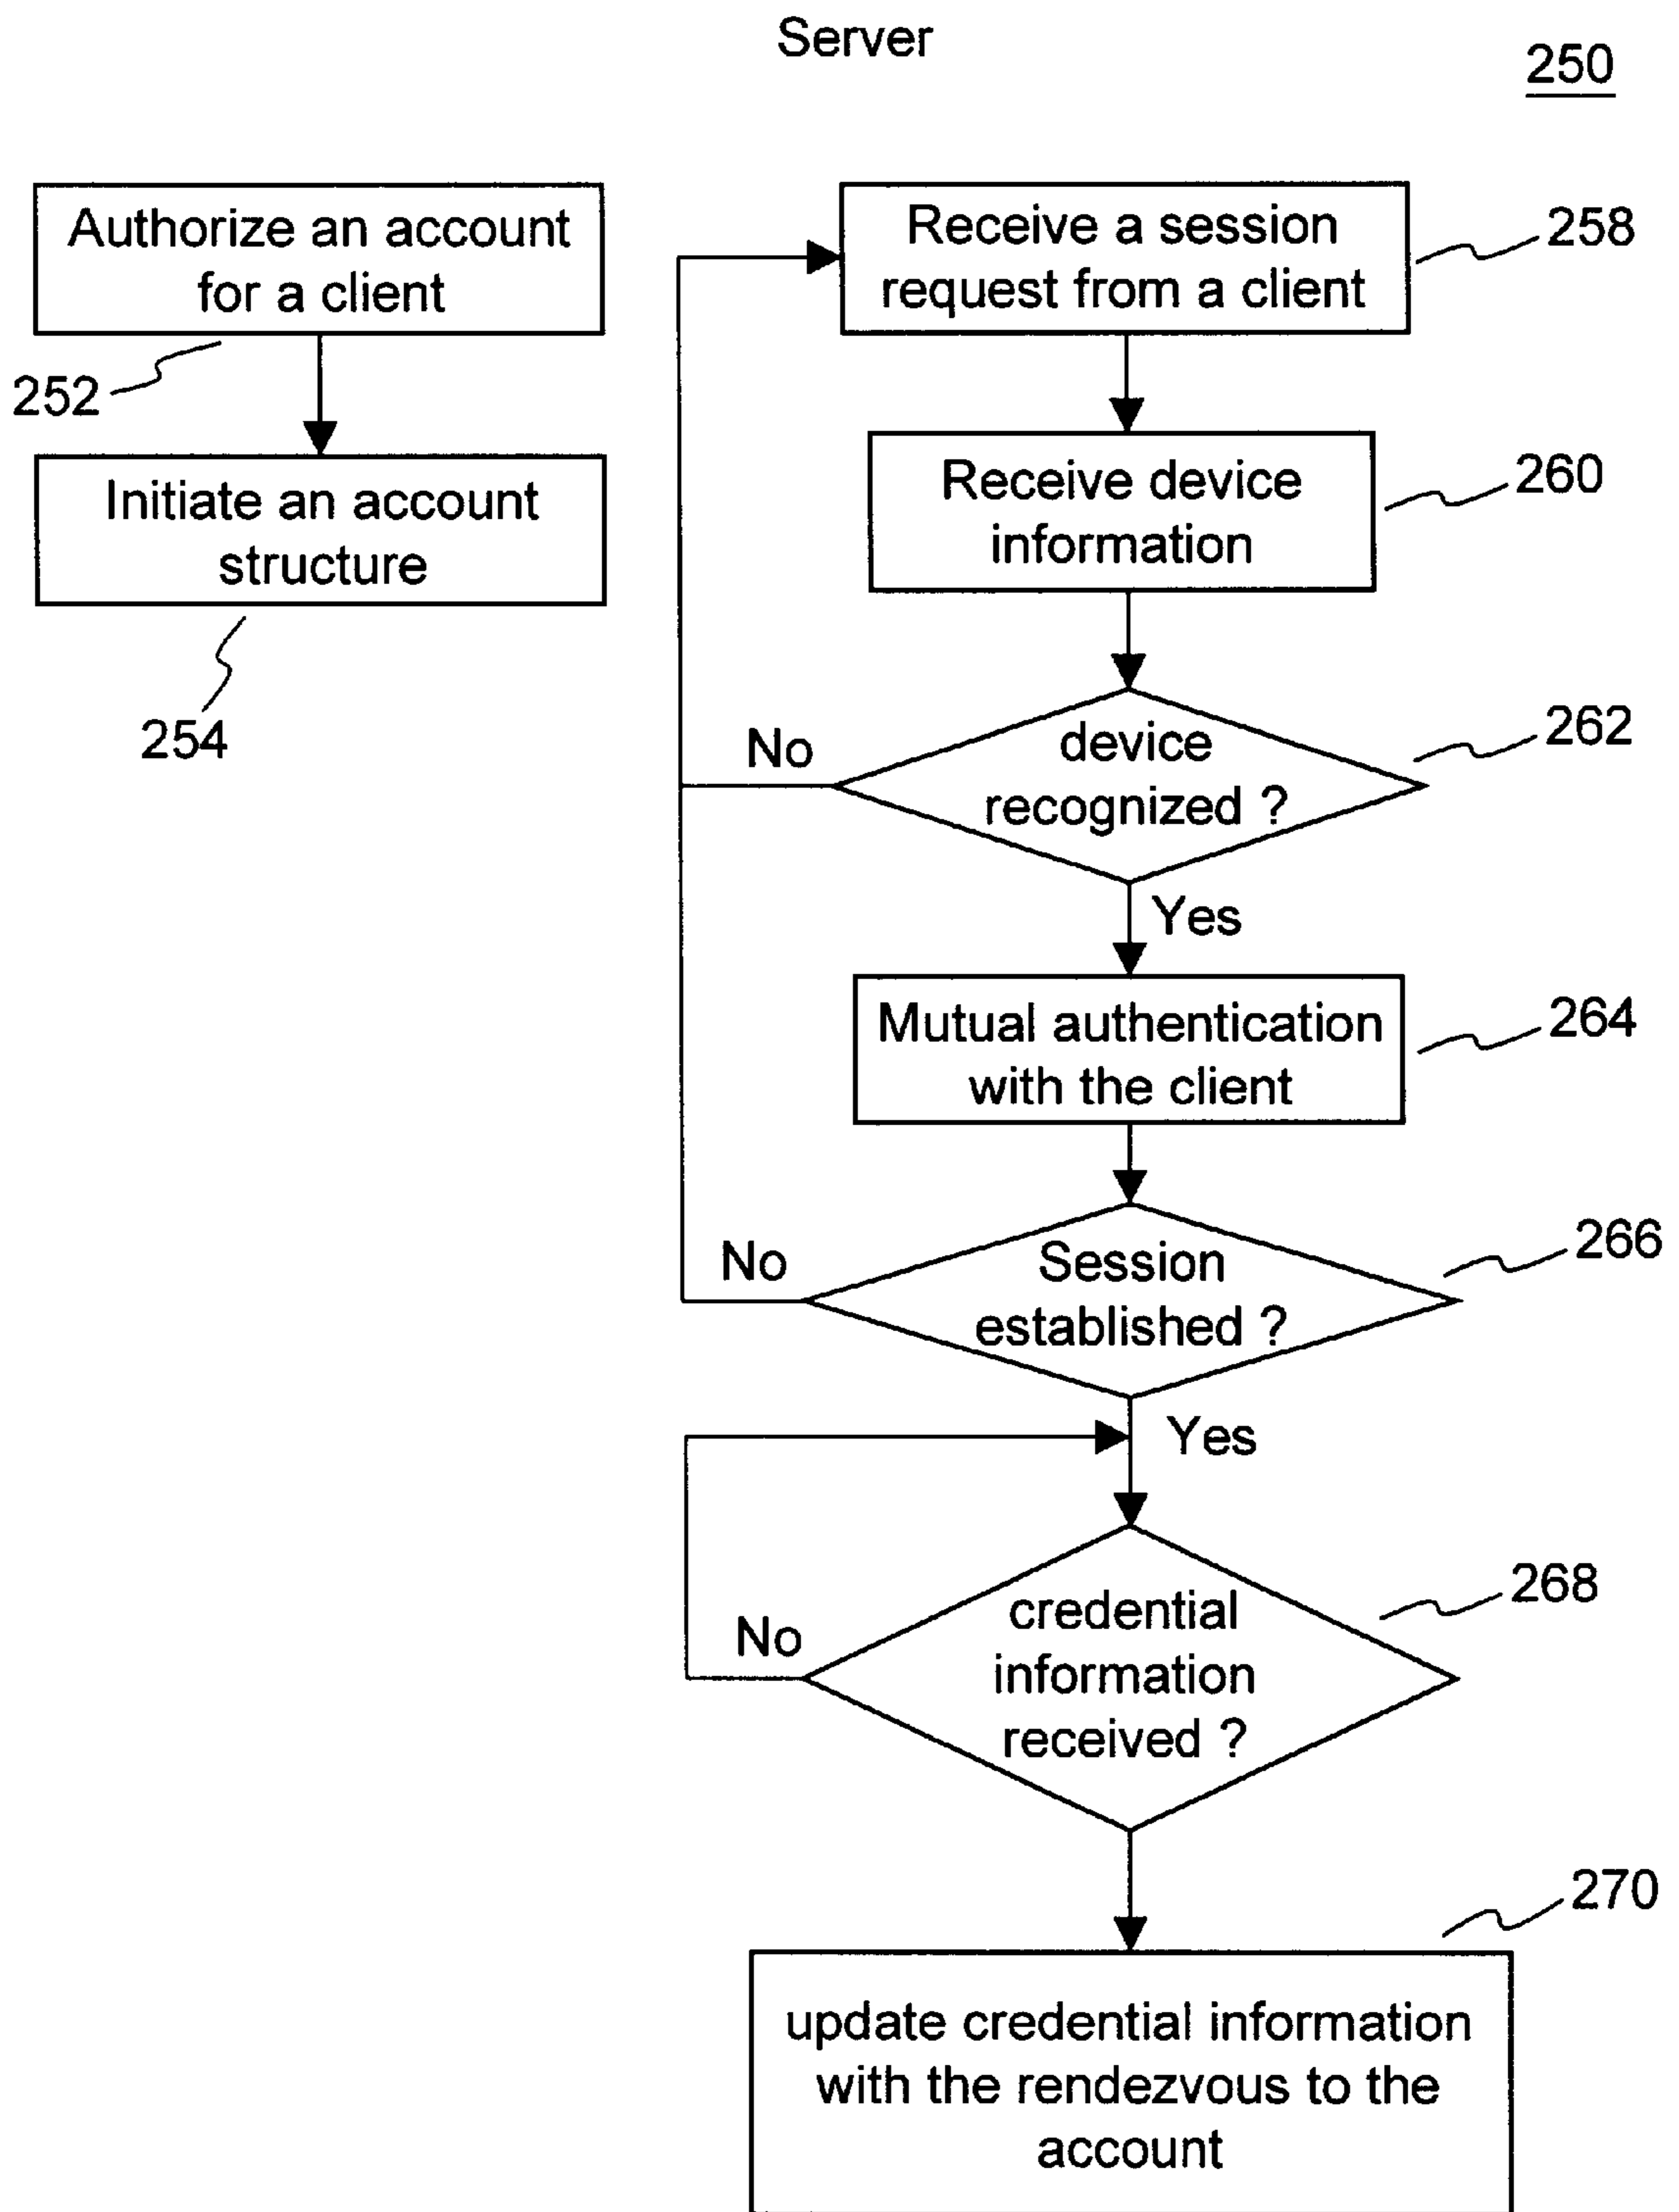 Server
250
Authorize an account
for a client
252
Initiate an account
structure
254
Receive a session
request from a client
258
Receive device
information
260
device
recognized ?
262
No
Yes
Mutual authentication
with the client
264
Session
established ?
266
No
Yes
credential
information
received ?
268
No
update credential information
with the rendezvous to the
account
270